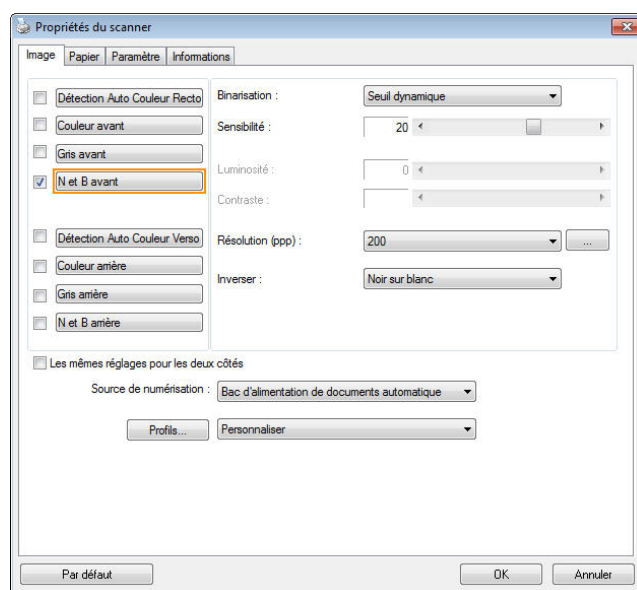 Propriétés du scanner
Image Papier Paramètre Informations
Détection Auto Couleur Recto Binarisation : Seuil dynamique
Couleur avant Sensibilité : 20
Gris avant
Luminosité : 0
N et B avant
Contraste :
Détection Auto Couleur Verso Résolution (ppp) : 200 ...
Couleur arrière
Inverser : Noir sur blanc
Gris arrière
N et B arrière
Les mêmes réglages pour les deux côtés
Source de numérisation : Bac d'alimentation de documents automatique
Profils... Personnaliser
Par défaut OK Annuler